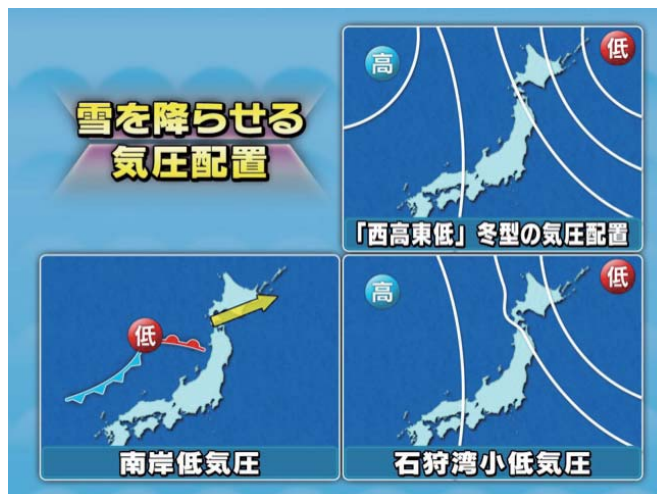 雪を降らせる
気圧配置
高
低
「西高東低」冬型の気圧配置
低
南岸低気圧
高
低
石狩湾小低気圧